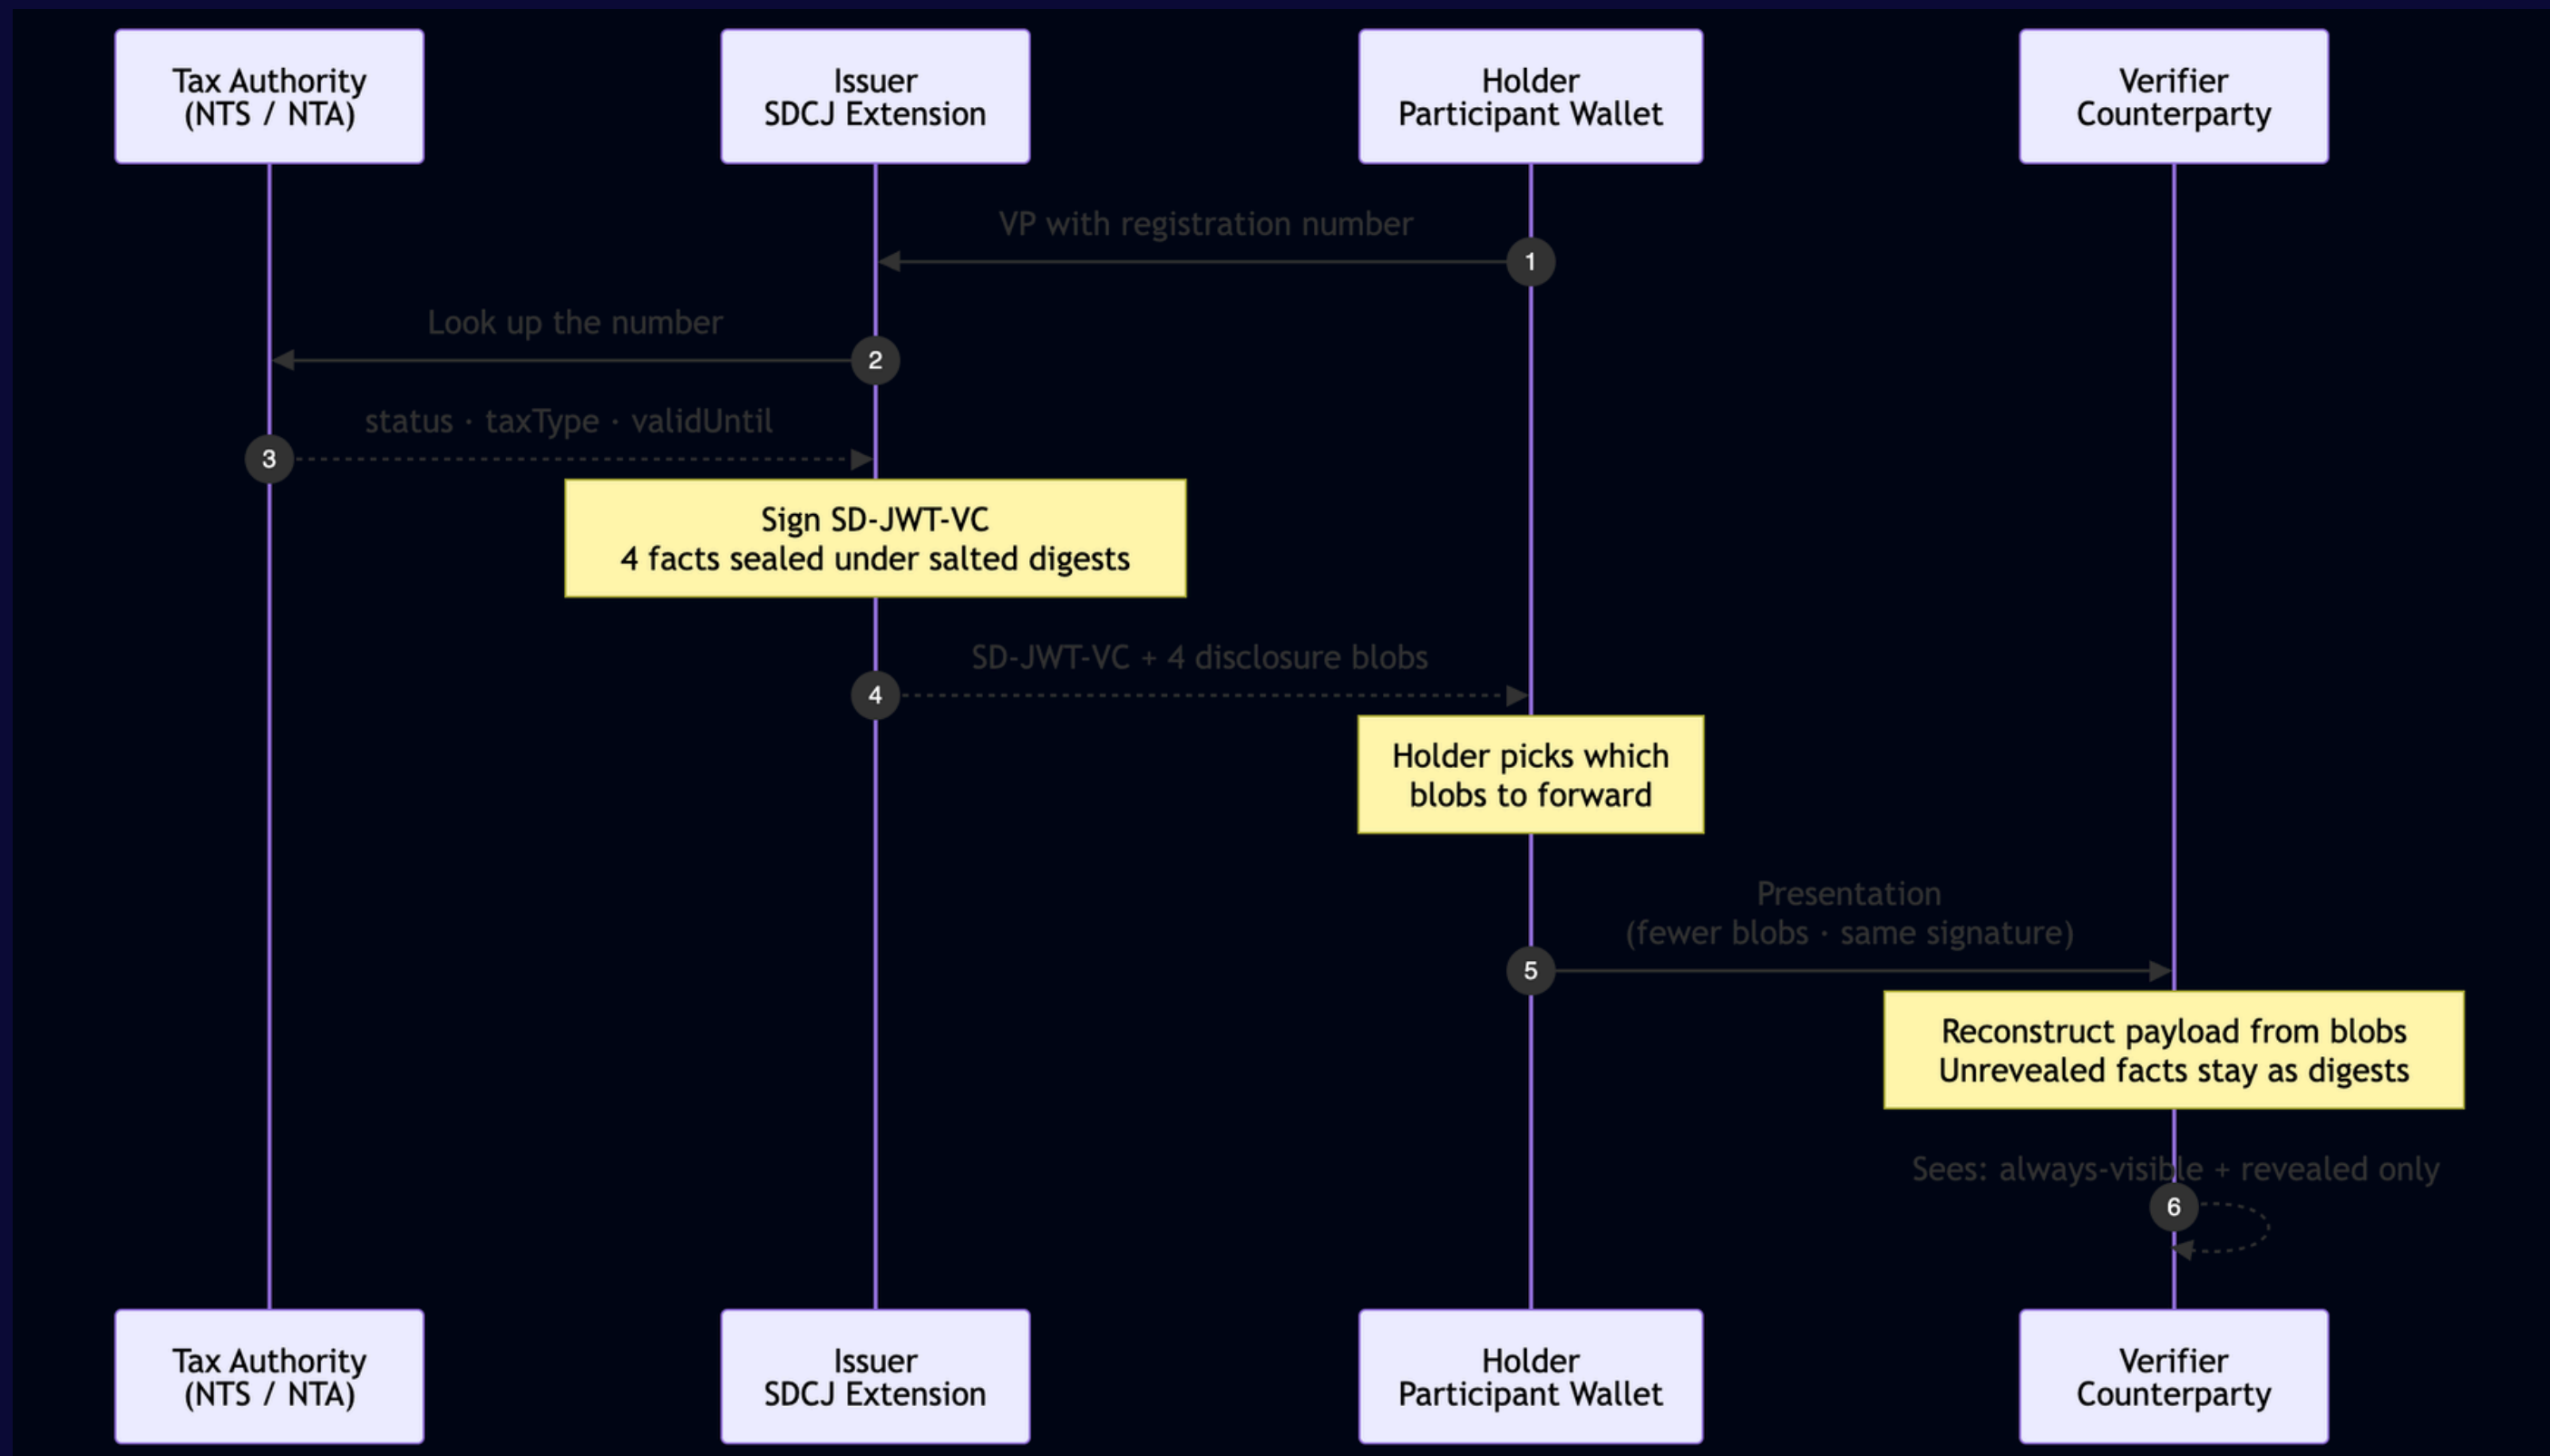 Tax Authority
(NTS / NTA)
Issuer
SDCJ Extension
Holder
Participant Wallet
Verifier
Counterparty
VP with registration number
1
Look up the number
2
status · taxType · validUntil
3
Sign SD-JWT-VC
4 facts sealed under salted digests
SD-JWT-VC + 4 disclosure blobs
4
Holder picks which
blobs to forward
Presentation
(fewer blobs · same signature)
5
Reconstruct payload from blobs
Unrevealed facts stay as digests
Sees: always-visible + revealed only
6
Tax Authority
(NTS / NTA)
Issuer
SDCJ Extension
Holder
Participant Wallet
Verifier
Counterparty